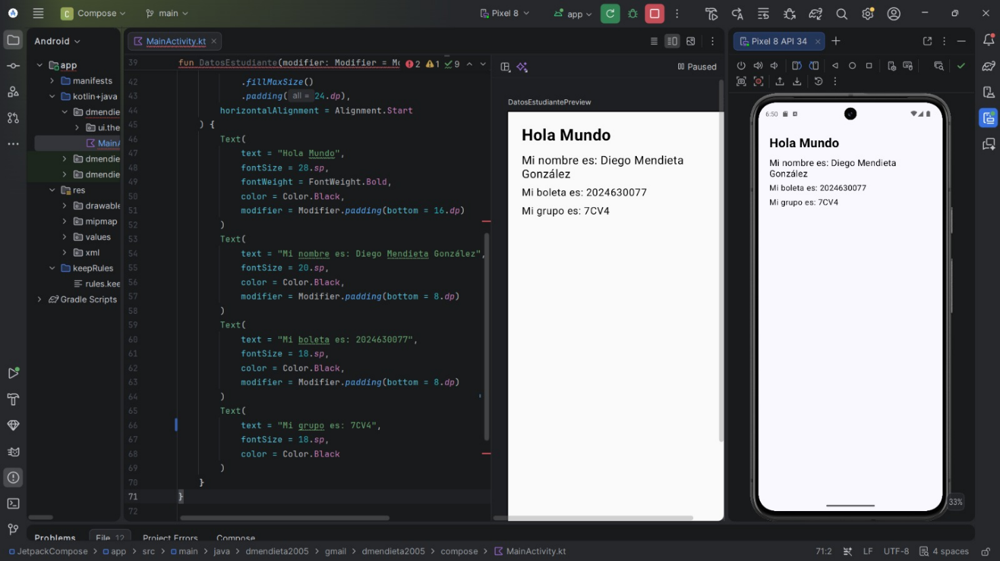 C Compose main Pixel 8 app
Android
MainActivity.kt
Pixel 8 API 34
39 fun DatosEstudiante(modifier: Modifier = Mo 2 1 9
Paused
app
manifests
kotlin+java
dmendie
ui.the
MainA
dmendie
dmendie
res
drawable
mipmap
values
xml
keepRules
rules.kee
Gradle Scripts
42 .fillMaxSize()
43 .padding( all = 24.dp),
44 horizontalAlignment = Alignment.Start
45 ) {
46 Text(
47 text = "Hola Mundo",
48 fontSize = 28.sp,
49 fontWeight = FontWeight.Bold,
50 color = Color.Black,
51 modifier = Modifier.padding(bottom = 16.dp)
52 )
53 Text(
54 text = "Mi nombre es: Diego Mendieta González",
55 fontSize = 20.sp,
56 color = Color.Black,
57 modifier = Modifier.padding(bottom = 8.dp)
58 )
59 Text(
60 text = "Mi boleta es: 2024630077",
61 fontSize = 18.sp,
62 color = Color.Black,
63 modifier = Modifier.padding(bottom = 8.dp)
64 )
65 Text(
66 text = "Mi grupo es: 7CV4",
67 fontSize = 18.sp,
68 color = Color.Black
69 )
70 }
71 }
72
DatosEstudiantePreview
Hola Mundo
Mi nombre es: Diego Mendieta
González
Mi boleta es: 2024630077
Mi grupo es: 7CV4
6:50
Hola Mundo
Mi nombre es: Diego Mendieta
González
Mi boleta es: 2024630077
Mi grupo es: 7CV4
33%
Problems File 12 Project Errors Compose
JetpackCompose > app > src > main > java > dmendieta2005 > gmail > dmendieta2005 > compose > MainActivity.kt
71:2 LF UTF-8 4 spaces